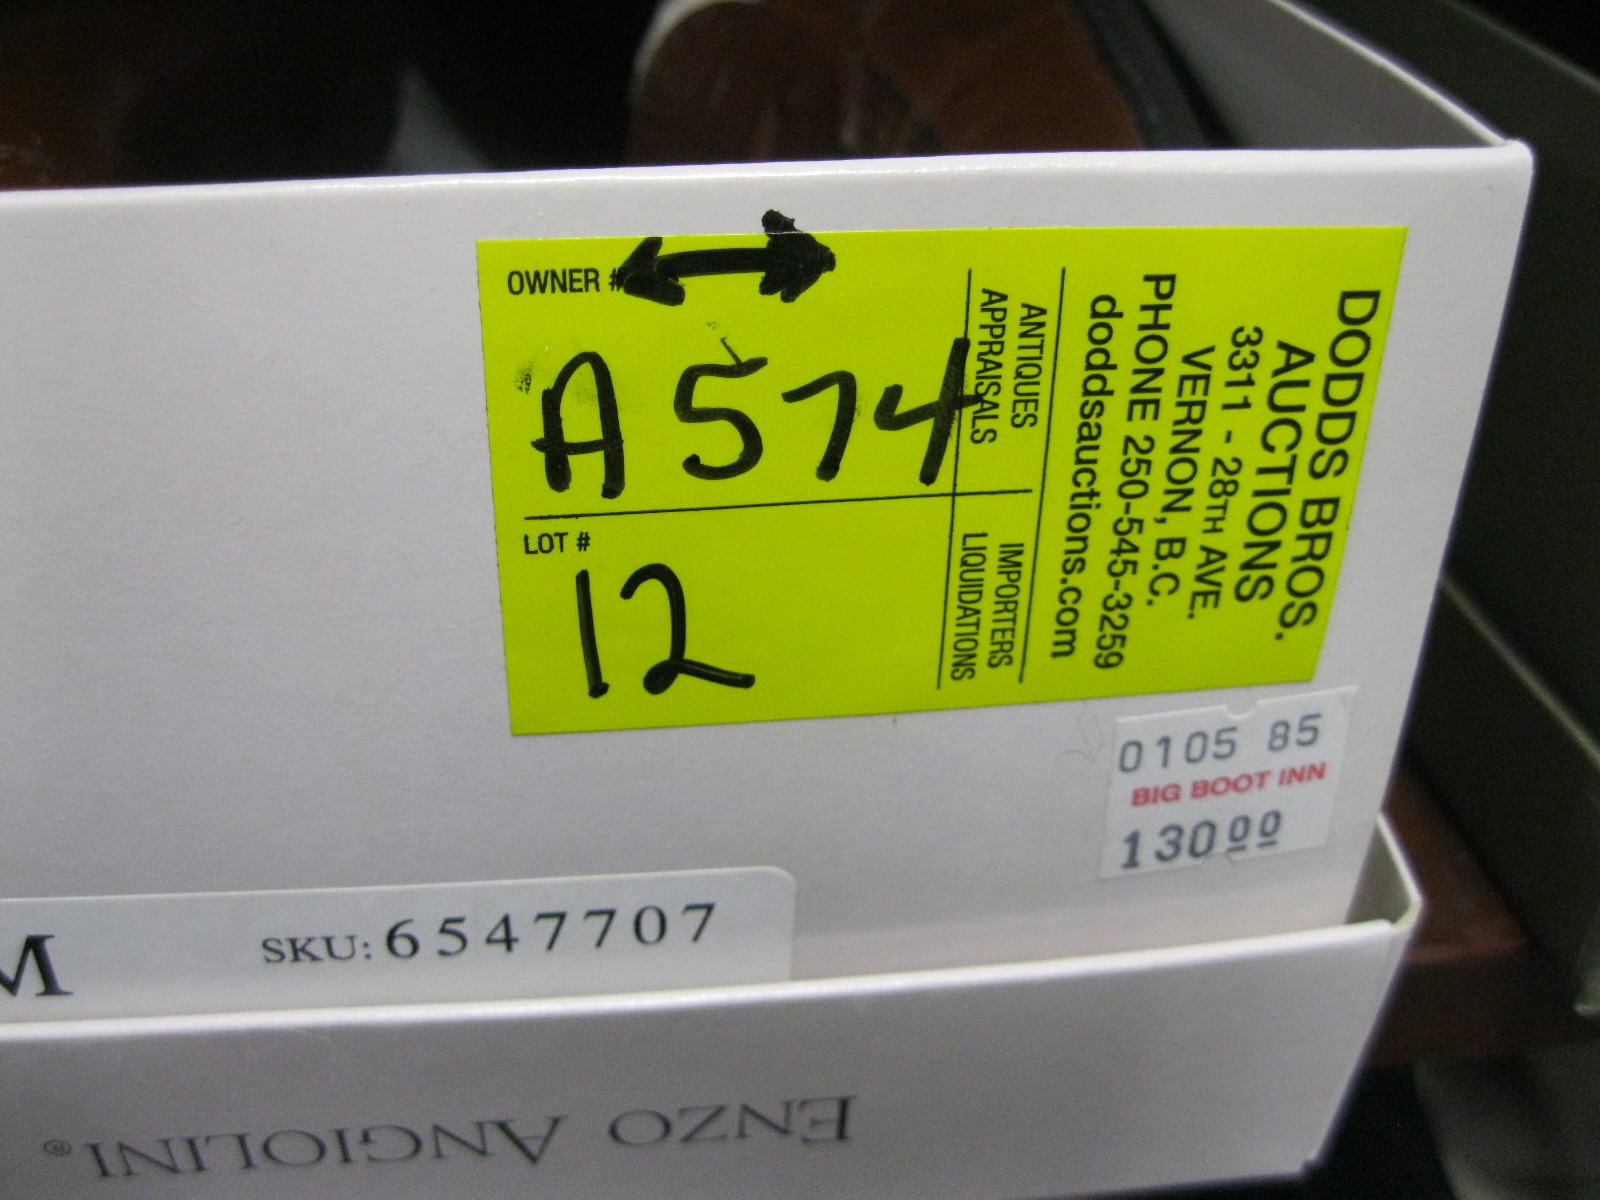 OWNER #
A 574
LOT #
12
ANTIQUES
APPRAISALS
IMPORTERS
LIQUIDATIONS
DODDS BROS.
AUCTIONS
3311 - 28TH AVE.
VERNON, B.C.
PHONE 250-545-3259
doddsauctions.com
0105 85
BIG BOOT INN
130.00
M
SKU: 6547707
ENZO ANGIOLINI®